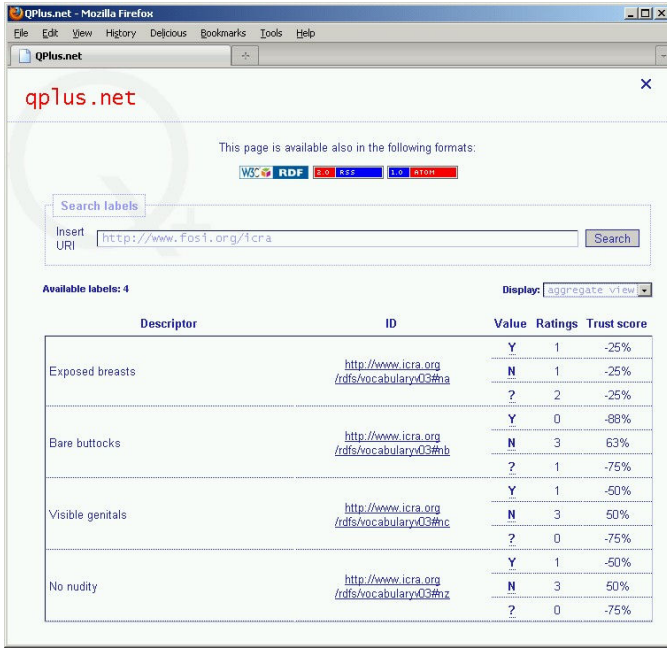 QPlus.net - Mozilla Firefox
File Edit View History Delicious Bookmarks Tools Help
QPlus.net
qplus.net
This page is available also in the following formats:
W3C RDF 2.0 RSS 1.0 ATOM
Search labels
Insert URI http://www.fosi.org/icra Search
Available labels: 4 Display: aggregate view
Descriptor ID Value Ratings Trust score
Exposed breasts http://www.icra.org/rdfs/vocabularyv03#na Y 1 -25%
N 1 -25%
? 2 -25%
Bare buttocks http://www.icra.org/rdfs/vocabularyv03#nb Y 0 -88%
N 3 63%
? 1 -75%
Visible genitals http://www.icra.org/rdfs/vocabularyv03#nc Y 1 -50%
N 3 50%
? 0 -75%
No nudity http://www.icra.org/rdfs/vocabularyv03#nz Y 1 -50%
N 3 50%
? 0 -75%